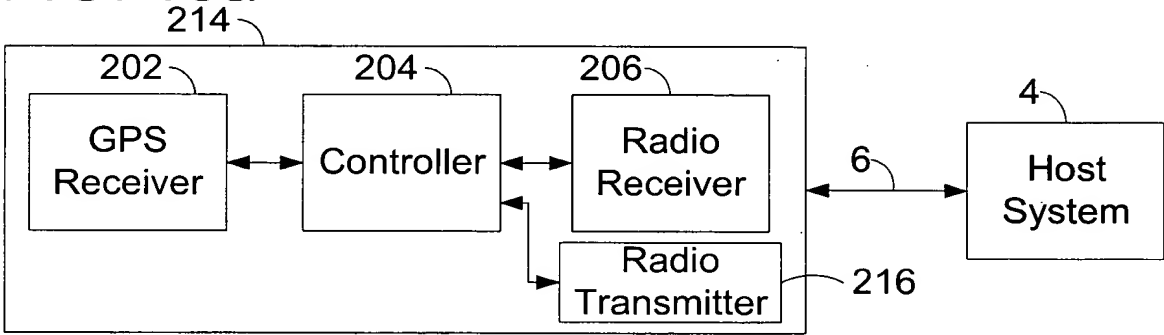 214
202
204
206
4
GPS
Receiver
Controller
Radio
Receiver
6
Host
System
Radio
Transmitter
216